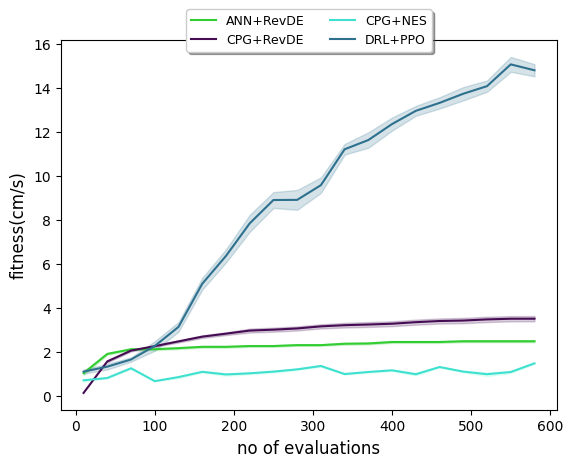 ANN+RevDE
CPG+RevDE
CPG+NES
DRL+PPO
16
14
12
10
8
6
4
2
0
fitness(cm/s)
0 100 200 300 400 500 600
no of evaluations